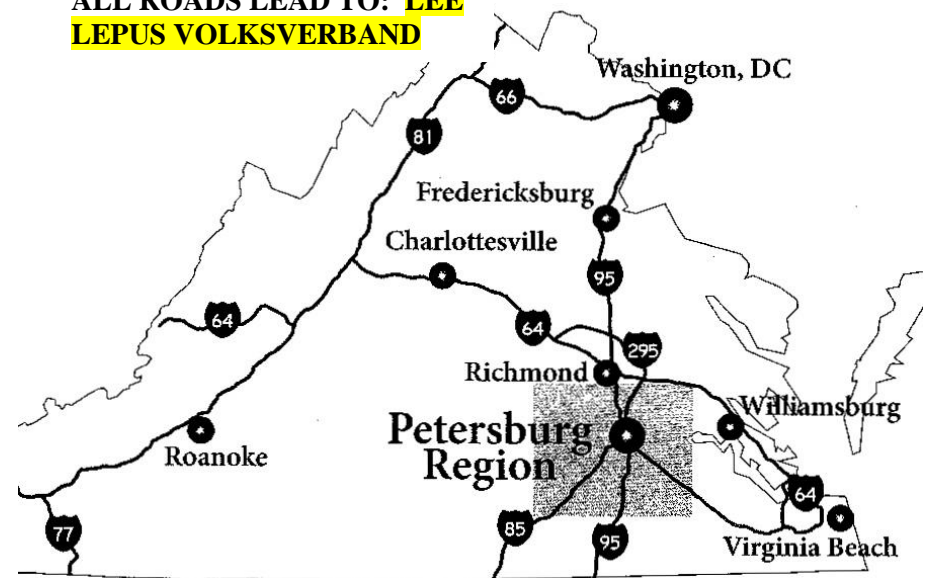 ALL ROADS LEAD TO: LEE
LEPUS VOLKSVERBAND
Washington, DC
66
81
Fredericksburg
Charlottesville
95
64
64
295
Richmond
Williamsburg
Petersburg
Region
Roanoke
64
85
95
77
Virginia Beach